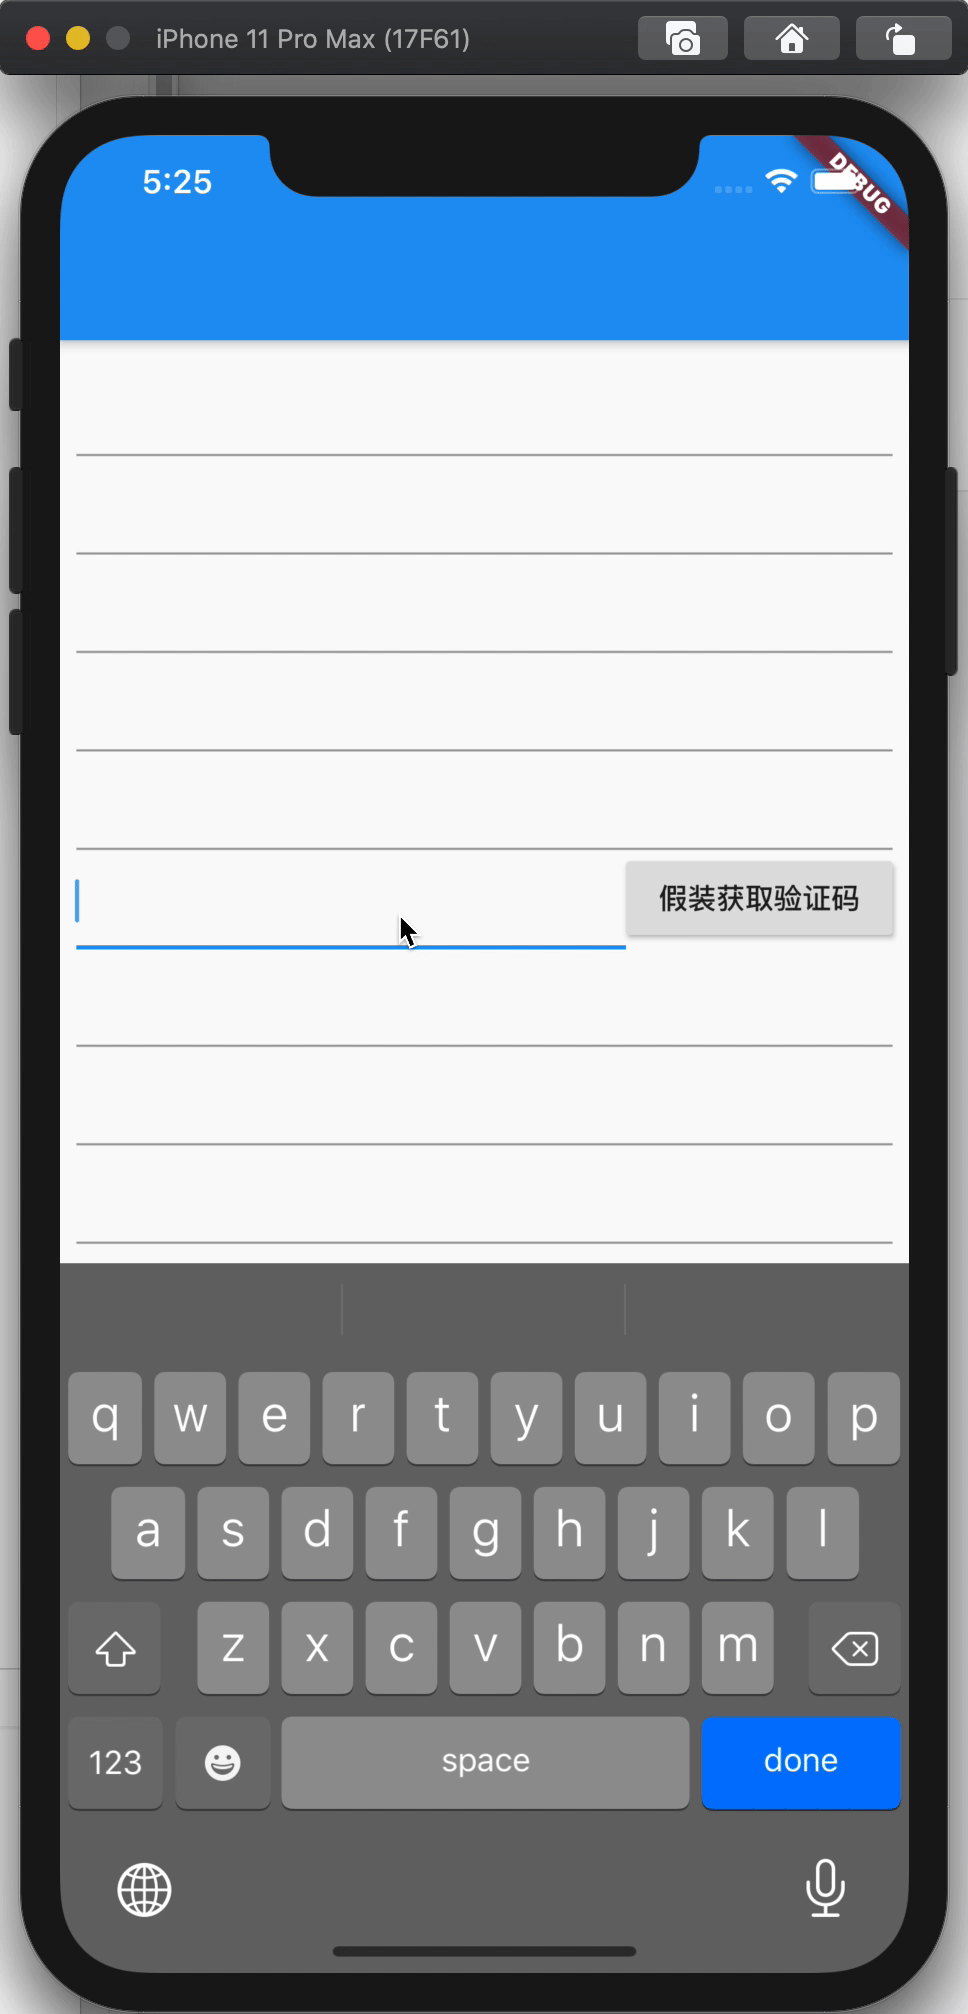 iPhone 11 Pro Max (17F61)
5:25
DEBUG
假装获取验证码
q w e r t y u i o p
a s d f g h j k l
z x c v b n m
123 space done